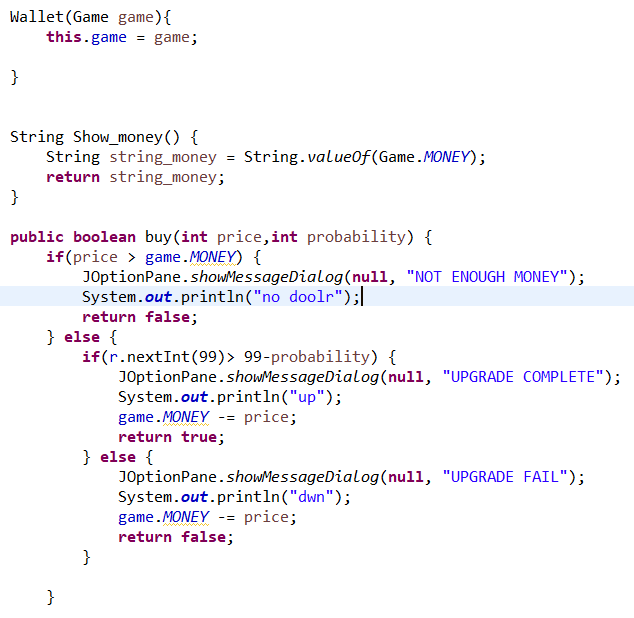 Wallet(Game game){
    this.game = game;

}


String Show_money() {
    String string_money = String.valueOf(Game.MONEY);
    return string_money;
}

public boolean buy(int price,int probability) {
    if(price > game.MONEY) {
        JOptionPane.showMessageDialog(null, "NOT ENOUGH MONEY");
        System.out.println("no doolr");
        return false;
    } else {
        if(r.nextInt(99)> 99-probability) {
            JOptionPane.showMessageDialog(null, "UPGRADE COMPLETE");
            System.out.println("up");
            game.MONEY -= price;
            return true;
        } else {
            JOptionPane.showMessageDialog(null, "UPGRADE FAIL");
            System.out.println("dwn");
            game.MONEY -= price;
            return false;
        }

    }